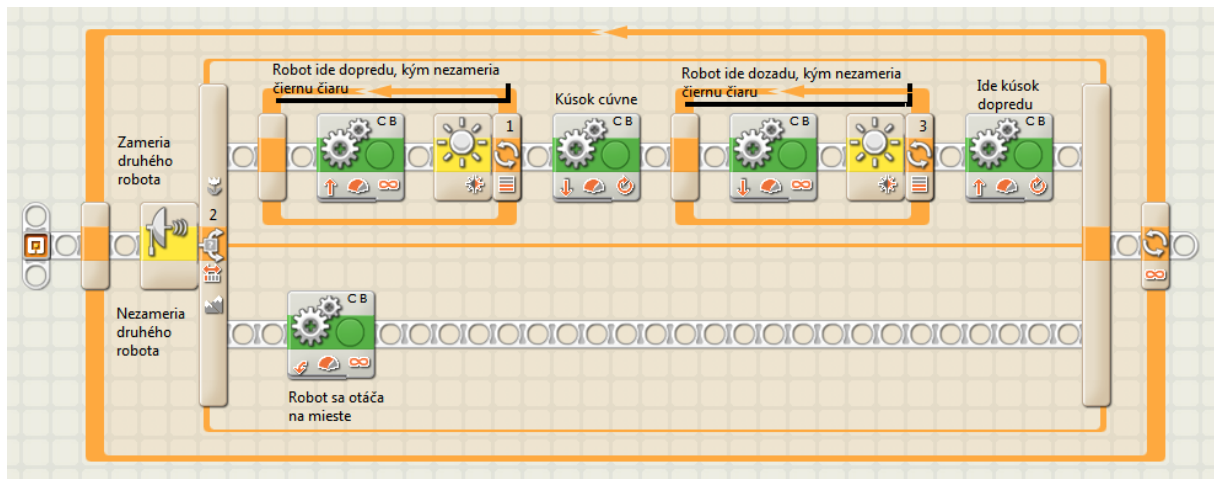 Robot ide dopredu, kým nezameria
čiernu čiaru
1
C B
Kúsok cúvne
C B
Robot ide dozadu, kým nezameria
čiernu čiaru
3
C B
Ide kúsok
dopredu
C B
Zameria
druhého
robota
2
Nezameria
druhého
robota
C B
Robot sa otáča
na mieste